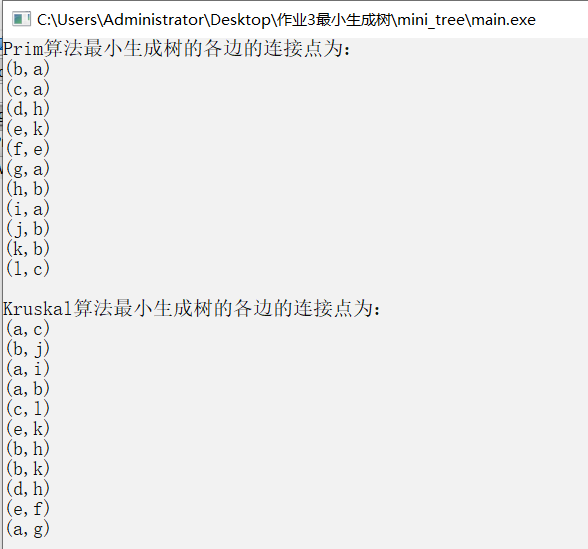 C:\Users\Administrator\Desktop\作业3最小生成树\mini_tree\main.exe
Prim算法最小生成树的各边的连接点为:
(b,a)
(c,a)
(d,h)
(e,k)
(f,e)
(g,a)
(h,b)
(i,a)
(j,b)
(k,b)
(l,c)
Kruskal算法最小生成树的各边的连接点为:
(a,c)
(b,j)
(a,i)
(a,b)
(c,l)
(e,k)
(b,h)
(b,k)
(d,h)
(e,f)
(a,g)